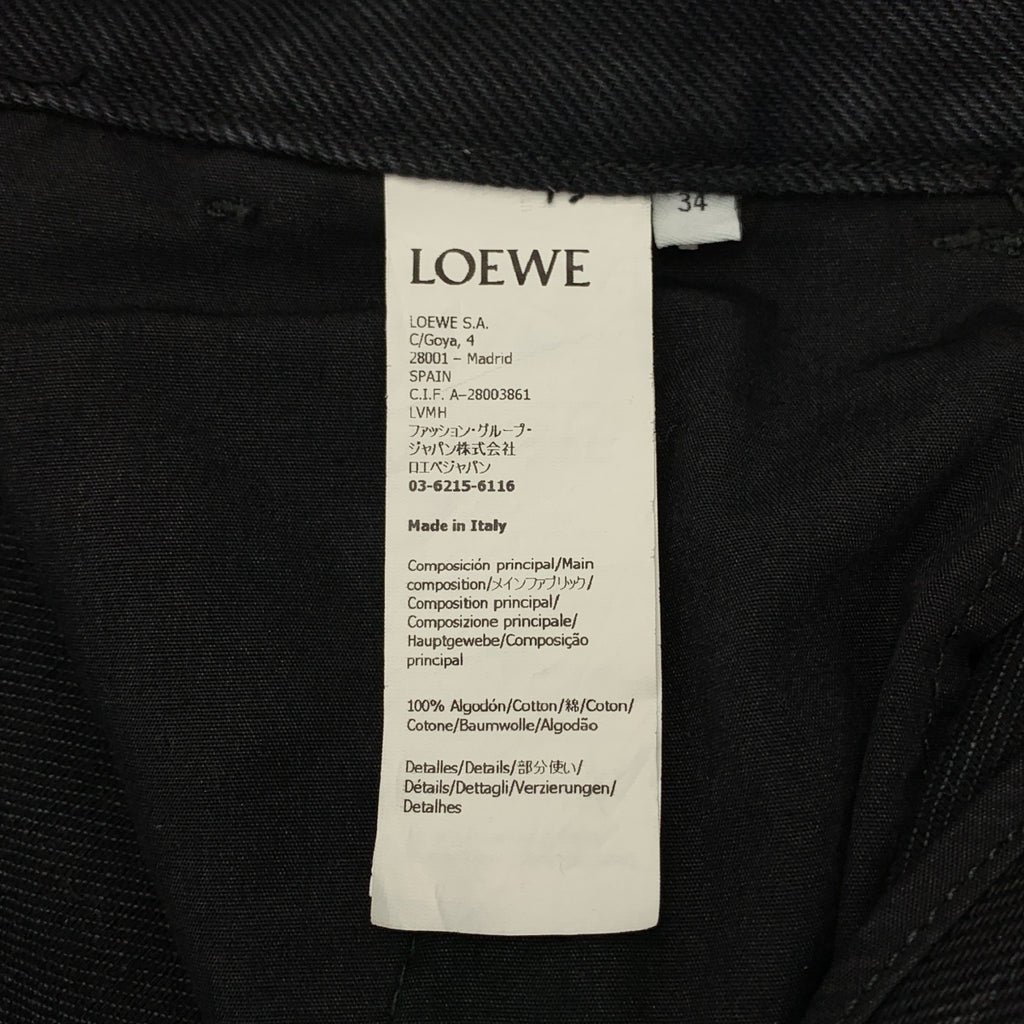 34
LOEWE
LOEWE S.A.
C/Goya, 4
28001 – Madrid
SPAIN
C.I.F. A–28003861
LVMH
ファッション・グループ・
ジャパン株式会社
ロエベジャパン
03-6215-6116
Made in Italy
Composición principal/Main
composition/メインファブリック/
Composition principal/
Composizione principale/
Hauptgewebe/Composição
principal
100% Algodón/Cotton/綿/Coton/
Cotone/Baumwolle/Algodão
Detalles/Details/部分使い/
Détails/Dettagli/Verzierungen/
Detalhes